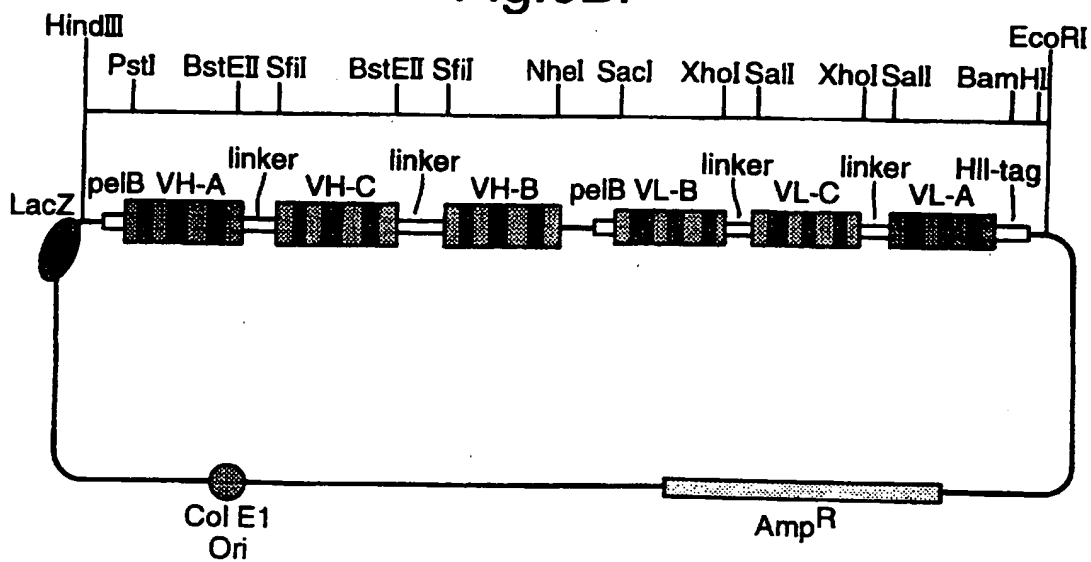 HindIII
EcoRI
PstI BstEII SfiI BstEII SfiI NheI SacI XhoI SalI XhoI SalI BamHI
linker linker linker linker HII-tag
pelB VH-A VH-C VH-B pelB VL-B VL-C VL-A
LacZ
Col E1
Ori
AmpR